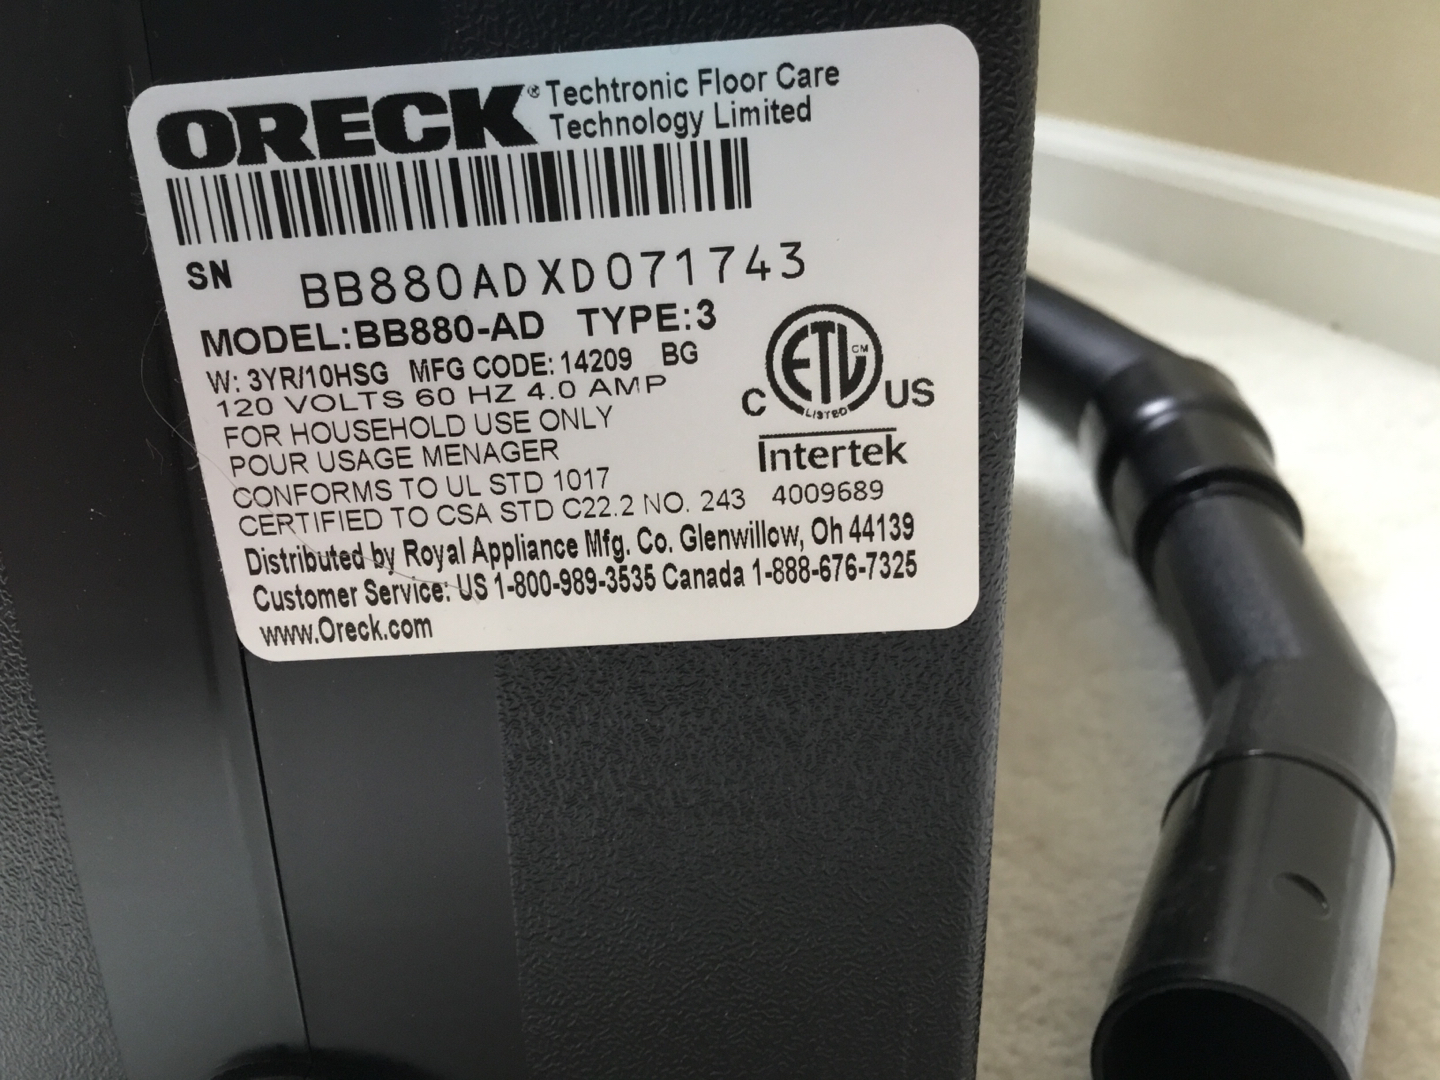 ORECK® Techtronic Floor Care
Technology Limited
SN BB880ADXD071743
MODEL:BB880-AD TYPE:3
W: 3YR/10HSG MFG CODE: 14209 BG
120 VOLTS 60 HZ 4.0 AMP
FOR HOUSEHOLD USE ONLY
POUR USAGE MENAGER
CONFORMS TO UL STD 1017
CERTIFIED TO CSA STD C22.2 NO. 243
C ETL CM LISTED US
Intertek
4009689
Distributed by Royal Appliance Mfg. Co. Glenwillow, Oh 44139
Customer Service: US 1-800-989-3535 Canada 1-888-676-7325
www.Oreck.com